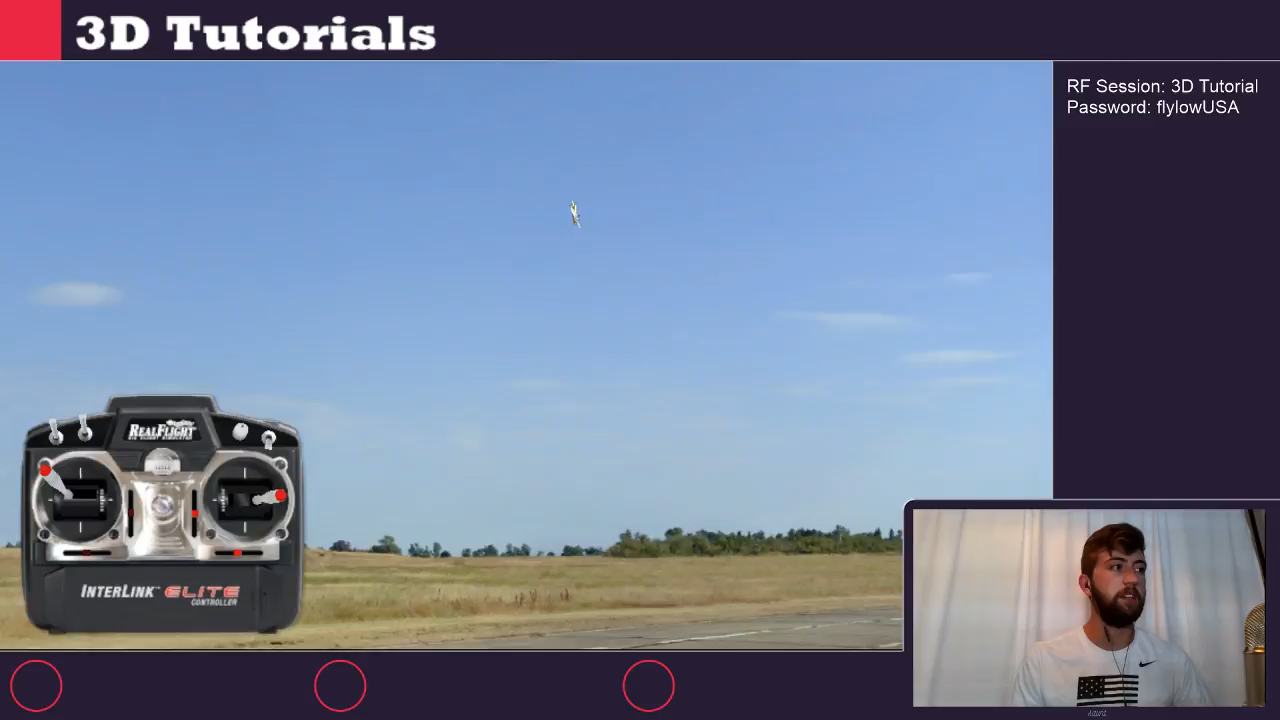 3D Tutorials
RF Session: 3D Tutorial
Password: flylowUSA
REALFLIGHT
INTERLINK ELITE
CONTROLLER